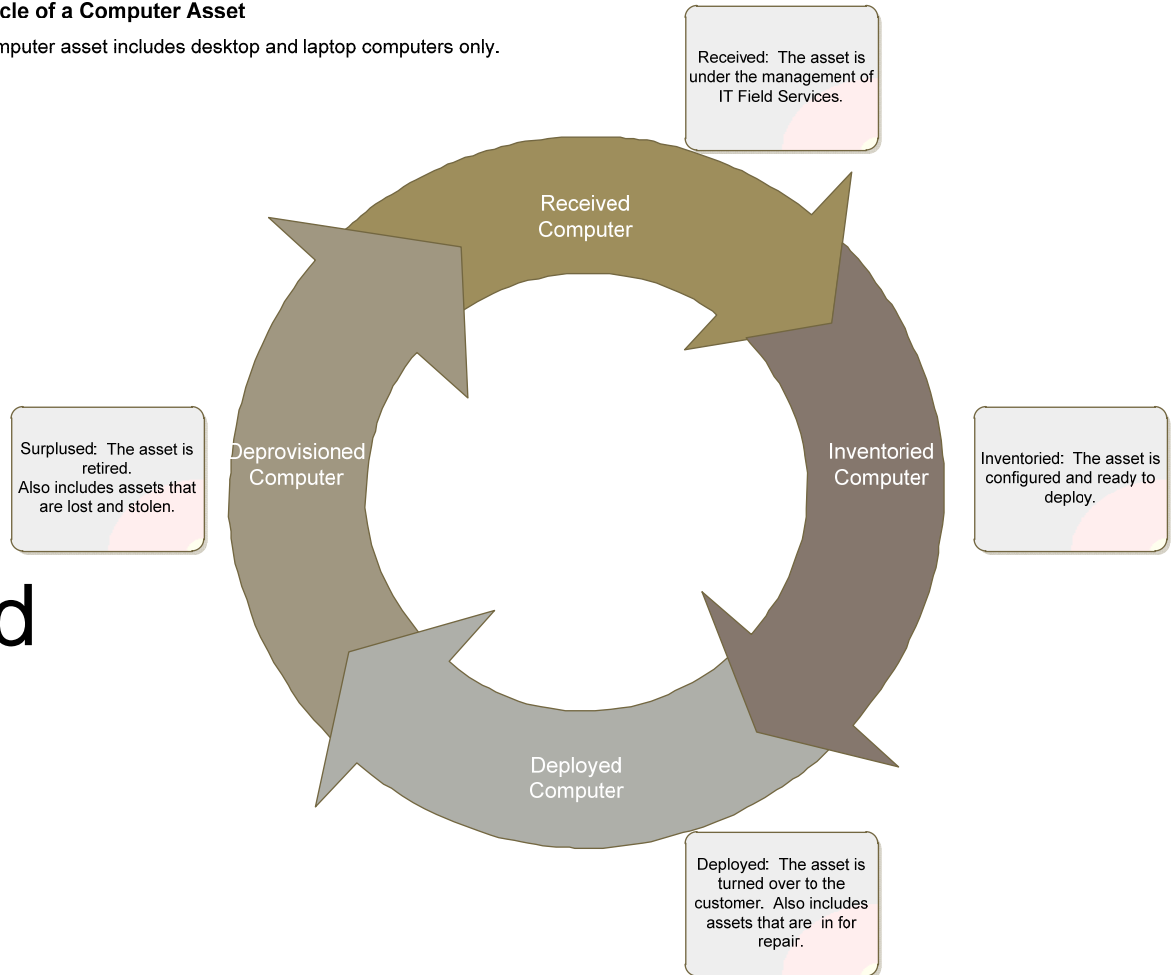 cle of a Computer Asset
mputer asset includes desktop and laptop computers only.
Received: The asset is
under the management of
IT Field Services.
Received
Computer
Deprovisioned
Computer
Inventoried
Computer
Surplused: The asset is
retired.
Also includes assets that
are lost and stolen.
Inventoried: The asset is
configured and ready to
deploy.
d
Deployed
Computer
Deployed: The asset is
turned over to the
customer. Also includes
assets that are in for
repair.